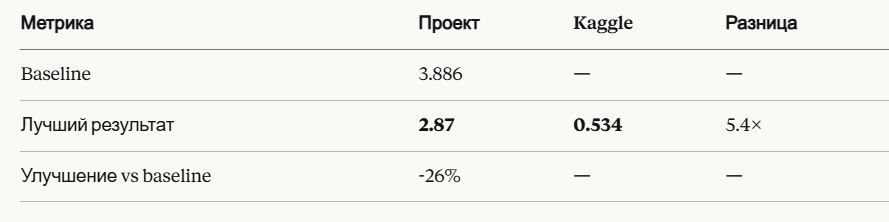 Метрика Проект Kaggle Разница
Baseline 3.886 — —
Лучший результат 2.87 0.534 5.4×
Улучшение vs baseline -26% — —